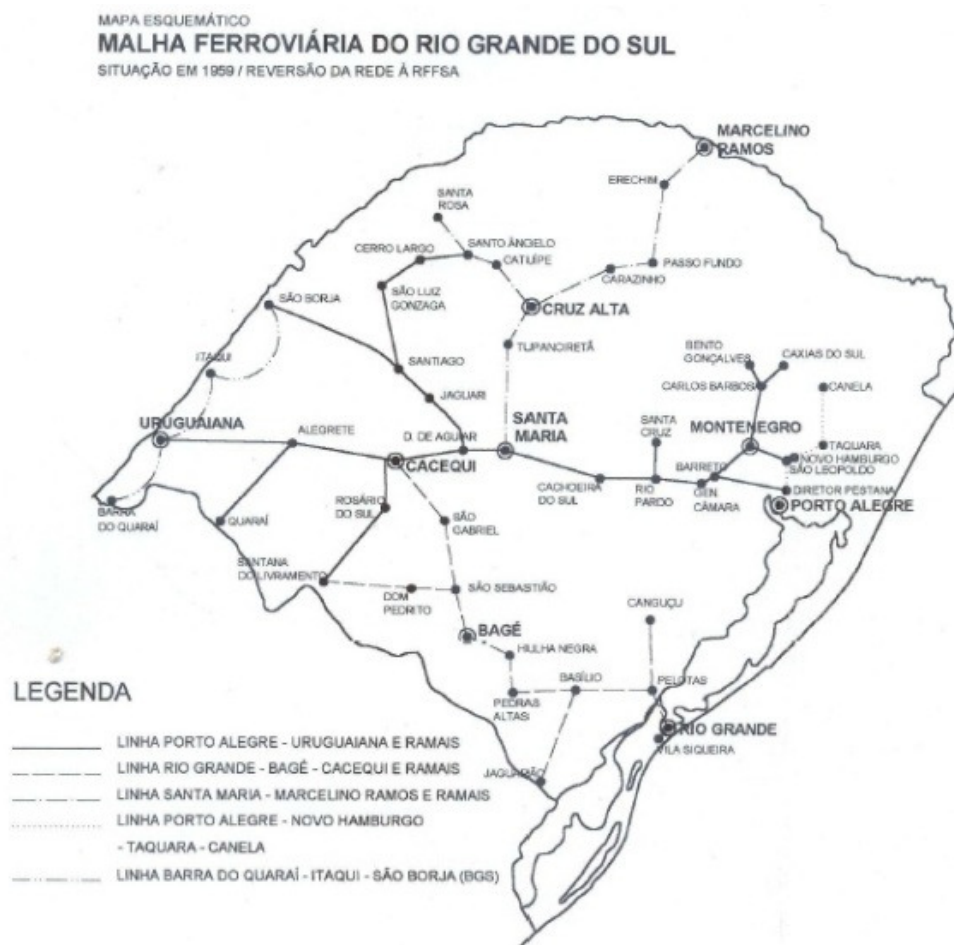 MAPA ESQUEMÁTICO
MALHA FERROVIÁRIA DO RIO GRANDE DO SUL
SITUAÇÃO EM 1959 / REVERSÃO DA REDE À RFFSA
MARCELINO
RAMOS
ERECHIM
SANTA
ROSA
SANTO ÂNGELO
CERRO LARGO
CATUÍPE
PASSO FUNDO
CARAZINHO
SÃO LUIZ
GONZAGA
SÃO BORJA
CRUZ ALTA
TUPANCIRETÃ
BENTO
GONÇALVES
CAXIAS DO SUL
ITAQUI
SANTIAGO
CARLOS BARBOSA
CANELA
JAGUARI
URUGUAIANA
ALEGRETE
D. DE AGUIAR
SANTA
MARIA
SANTA
CRUZ
MONTENEGRO
TAQUARA
NOVO HAMBURGO
SÃO LEOPOLDO
CACEQUI
BARRETO
CACHOEIRA
DO SUL
RIO
PARDO
GEN.
CÂMARA
DIRETOR PESTANA
PORTO ALEGRE
BARRA
DO QUARAÍ
QUARAÍ
ROSÁRIO
DO SUL
SÃO
GABRIEL
SANTANA
DO LIVRAMENTO
DOM
PEDRITO
SÃO SEBASTIÃO
CANGUÇU
BAGÉ
HIULHA NEGRA
BASÍLIO
PELOTAS
PEDRAS
ALTAS
RIO GRANDE
VILA SIQUEIRA
JAGUARÃO
LEGENDA
LINHA PORTO ALEGRE - URUGUAIANA E RAMAIS
LINHA RIO GRANDE - BAGÉ - CACEQUI E RAMAIS
LINHA SANTA MARIA - MARCELINO RAMOS E RAMAIS
LINHA PORTO ALEGRE - NOVO HAMBURGO
- TAQUARA - CANELA
LINHA BARRA DO QUARAÍ - ITAQUI - SÃO BORJA (BGS)